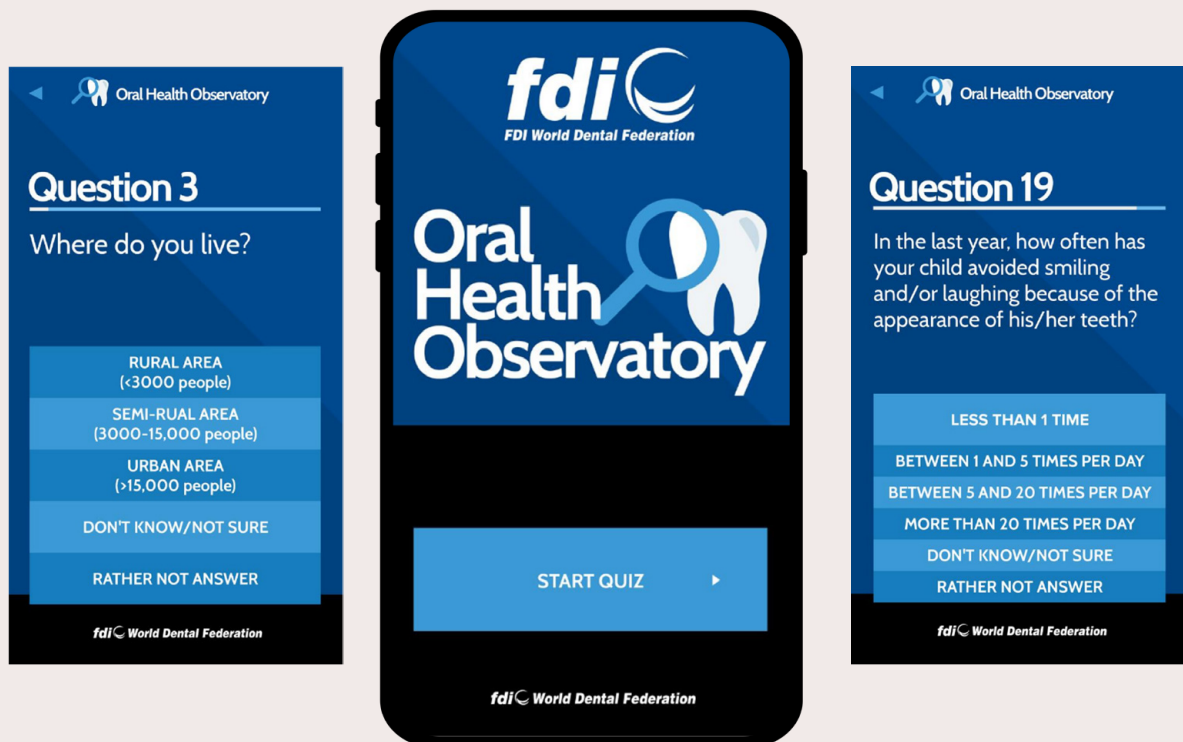 Oral Health Observatory
Question 3
Where do you live?
RURAL AREA
(<3000 people)
SEMI-RUAL AREA
(3000-15,000 people)
URBAN AREA
(>15,000 people)
DON'T KNOW/NOT SURE
RATHER NOT ANSWER
fdi World Dental Federation
fdi
FDI World Dental Federation
Oral
Health
Observatory
START QUIZ
fdi World Dental Federation
Oral Health Observatory
Question 19
In the last year, how often has
your child avoided smiling
and/or laughing because of the
appearance of his/her teeth?
LESS THAN 1 TIME
BETWEEN 1 AND 5 TIMES PER DAY
BETWEEN 5 AND 20 TIMES PER DAY
MORE THAN 20 TIMES PER DAY
DON'T KNOW/NOT SURE
RATHER NOT ANSWER
fdi World Dental Federation